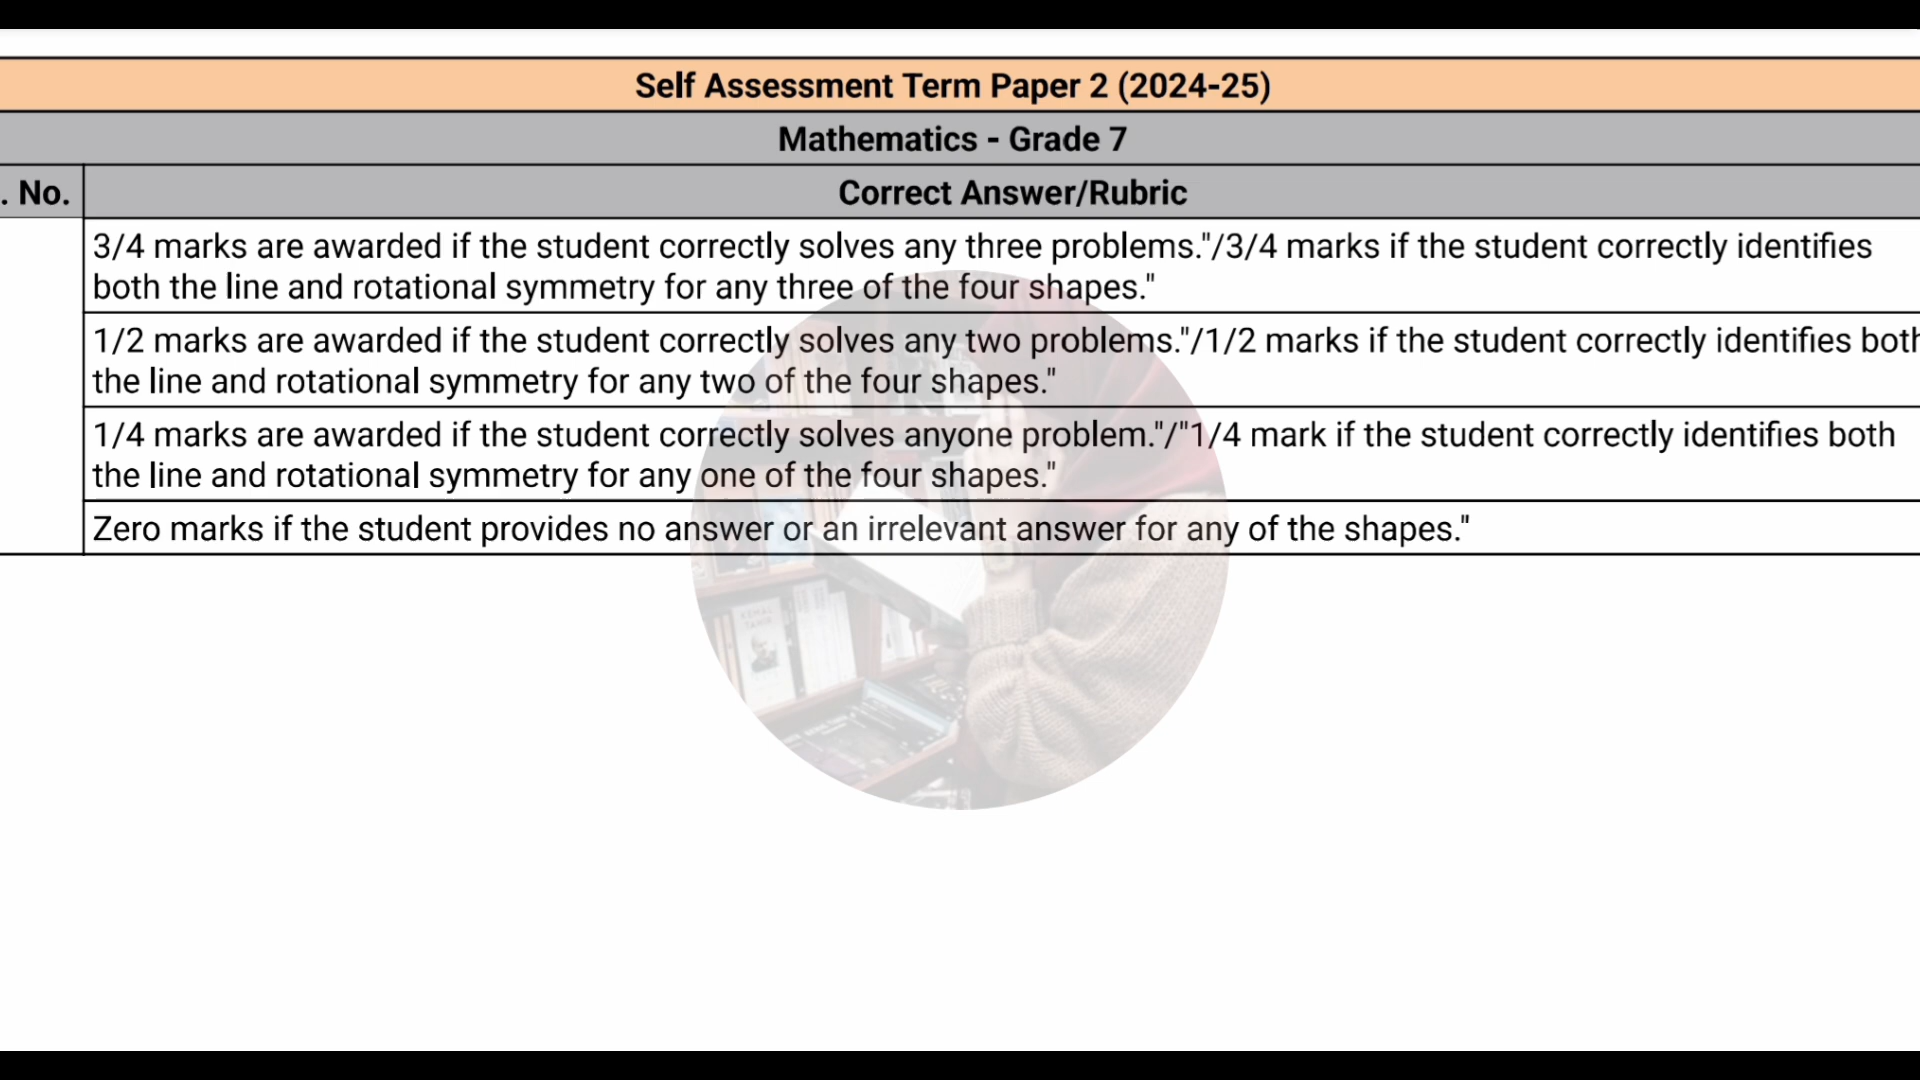 Self Assessment Term Paper 2 (2024-25)
Mathematics - Grade 7
. No.
Correct Answer/Rubric
3/4 marks are awarded if the student correctly solves any three problems."/3/4 marks if the student correctly identifies
both the line and rotational symmetry for any three of the four shapes."
1/2 marks are awarded if the student correctly solves any two problems."/1/2 marks if the student correctly identifies both
the line and rotational symmetry for any two of the four shapes."
1/4 marks are awarded if the student correctly solves anyone problem."/"1/4 mark if the student correctly identifies both
the line and rotational symmetry for any one of the four shapes."
Zero marks if the student provides no answer or an irrelevant answer for any of the shapes."
KEMAL
TAHIR